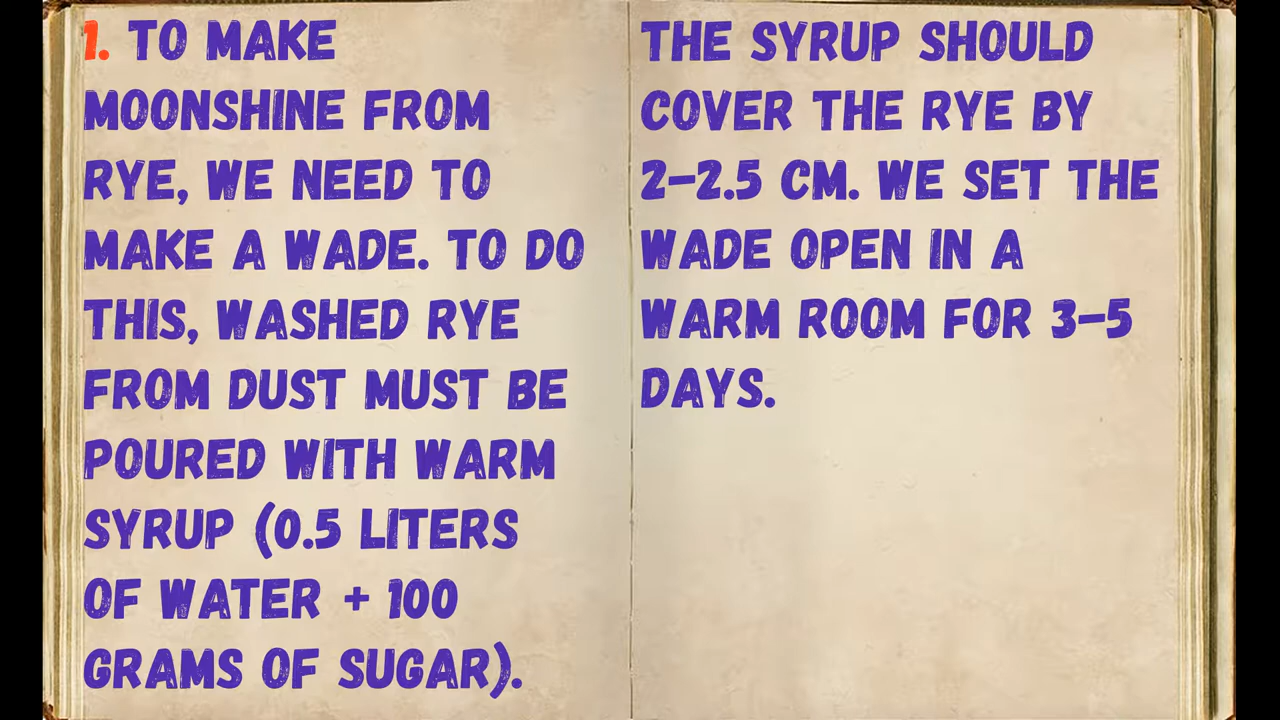 1. TO MAKE
MOONSHINE FROM
RYE, WE NEED TO
MAKE A WADE. TO DO
THIS, WASHED RYE
FROM DUST MUST BE
POURED WITH WARM
SYRUP (0.5 LITERS
OF WATER + 100
GRAMS OF SUGAR).
THE SYRUP SHOULD
COVER THE RYE BY
2–2.5 CM. WE SET THE
WADE OPEN IN A
WARM ROOM FOR 3–5
DAYS.